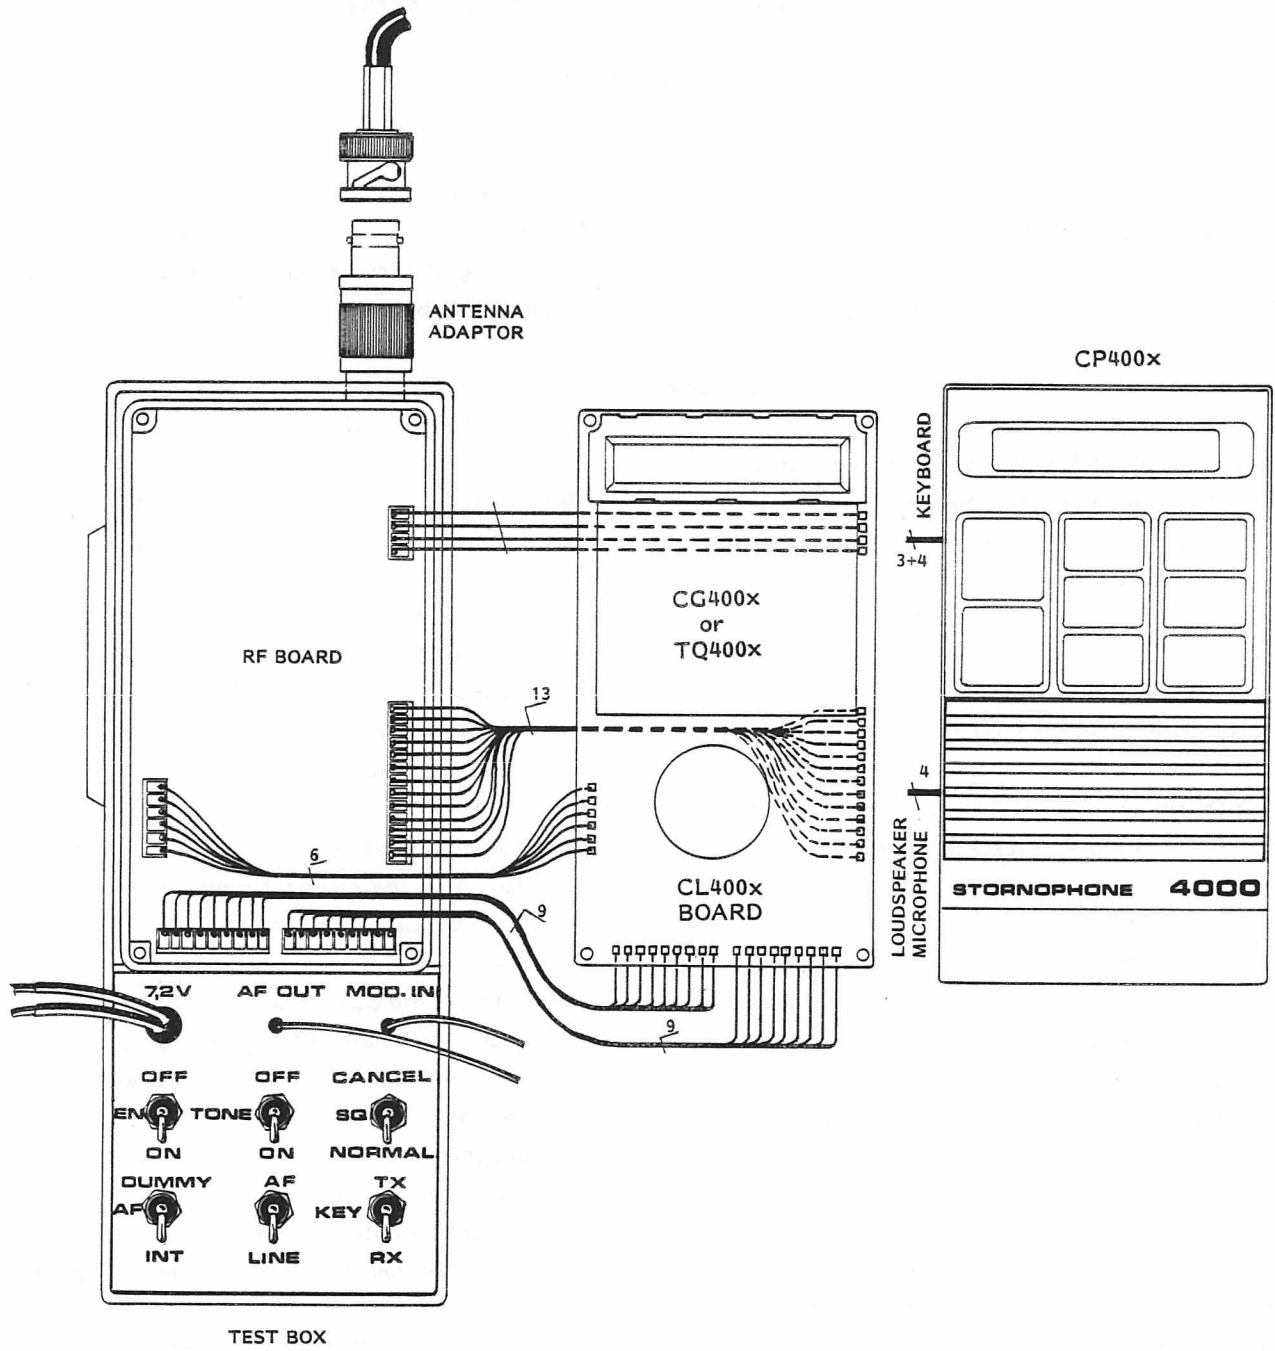 ANTENNA
ADAPTOR
CP400x
KEYBOARD
3÷4
CG400x
or
TQ400x
RF BOARD
13
4
LOUDSPEAKER
MICROPHONE
6
CL400x
BOARD
STORNOPHONE 4000
9
7,2V AF OUT MOD. IN
9
OFF OFF CANCEL
EN TONE SQ
ON ON NORMAL
DUMMY AF TX
AF KEY
INT LINE RX
TEST BOX